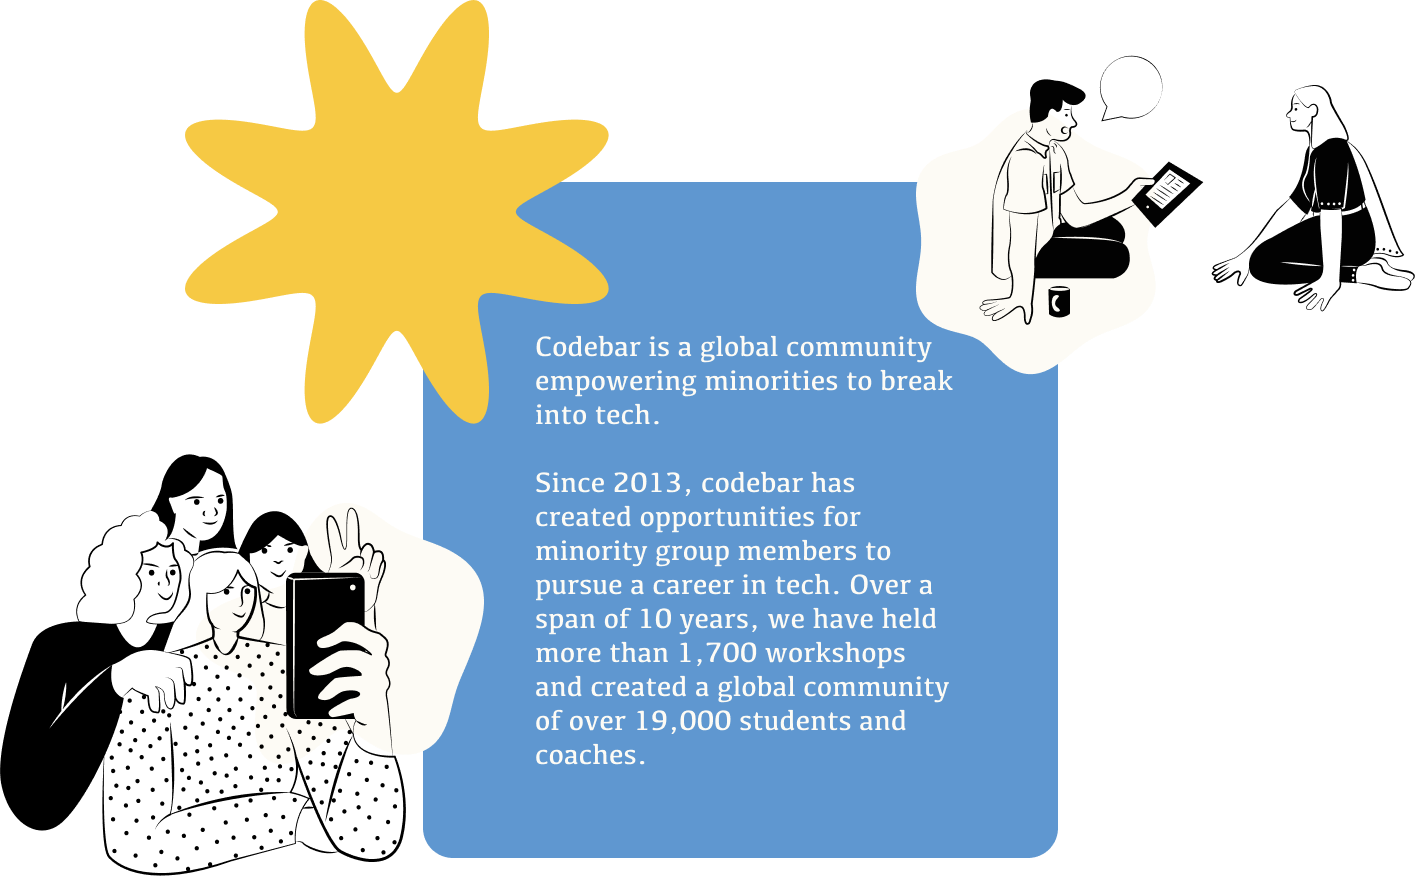 Codebar is a global community
empowering minorities to break
into tech.
Since 2013, codebar has
created opportunities for
minority group members to
pursue a career in tech. Over a
span of 10 years, we have held
more than 1,700 workshops
and created a global community
of over 19,000 students and
coaches.